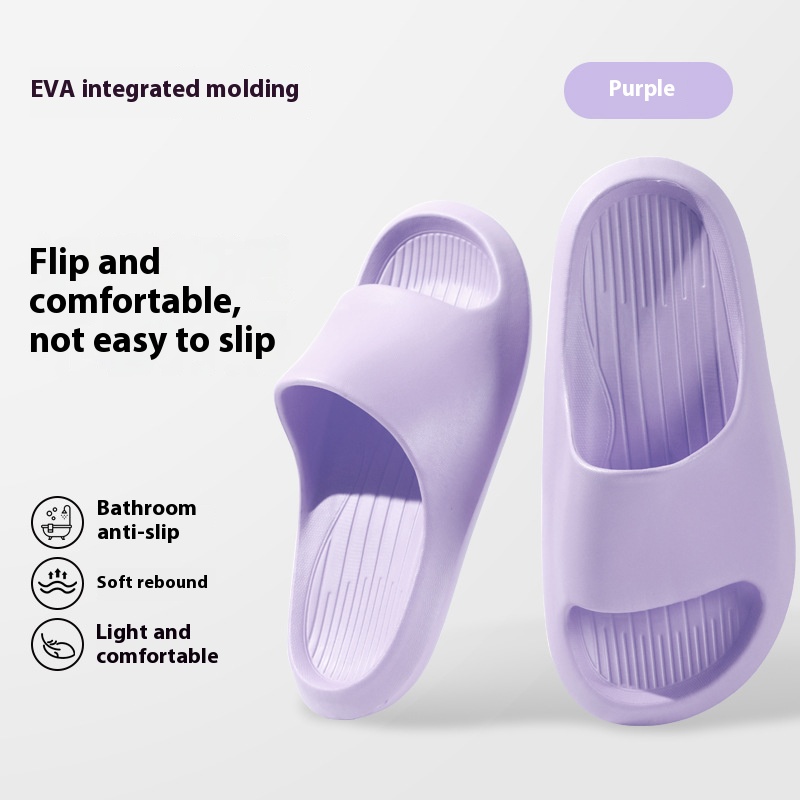 EVA integrated molding
Purple
Flip and
comfortable,
not easy to slip
Bathroom
anti-slip
Soft rebound
Light and
comfortable